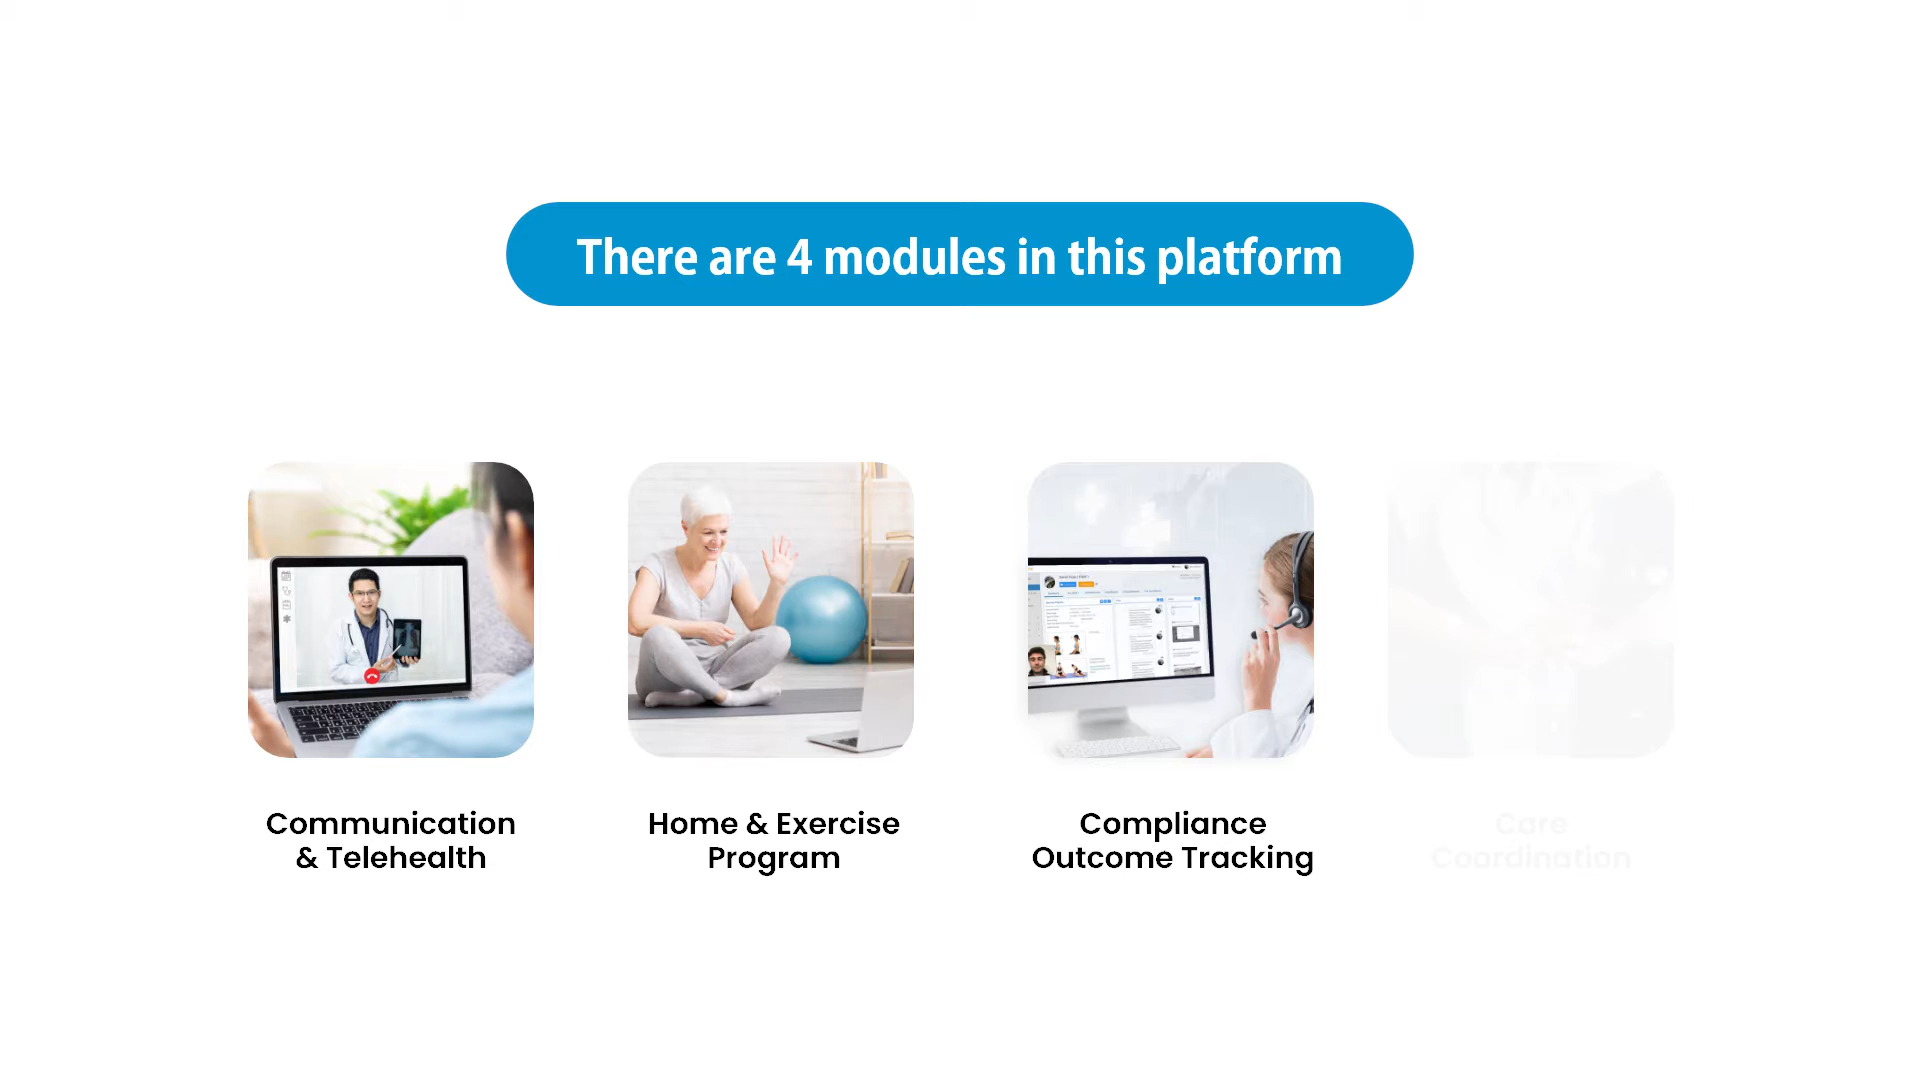 There are 4 modules in this platform
Communication
& Telehealth
Home & Exercise
Program
Compliance
Outcome Tracking
Care
Coordination